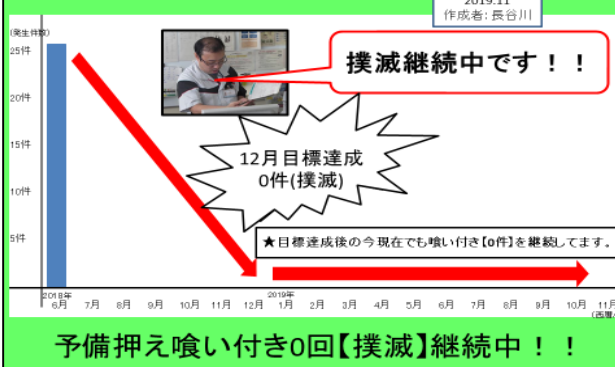 2019.11
作成者：長谷川
(発生件数)
25件
20件
15件
10件
5件
撲滅継続中です！！
12月目標達成
0件(撲滅)
★目標達成後の今現在でも喰い付き【0件】を継続してます。
2018年
2019年
6月 7月 8月 9月 10月 11月 12月 1月 2月 3月 4月 5月 6月 7月 8月 9月 10月 11月
予備押え喰い付き0回【撲滅】継続中！！